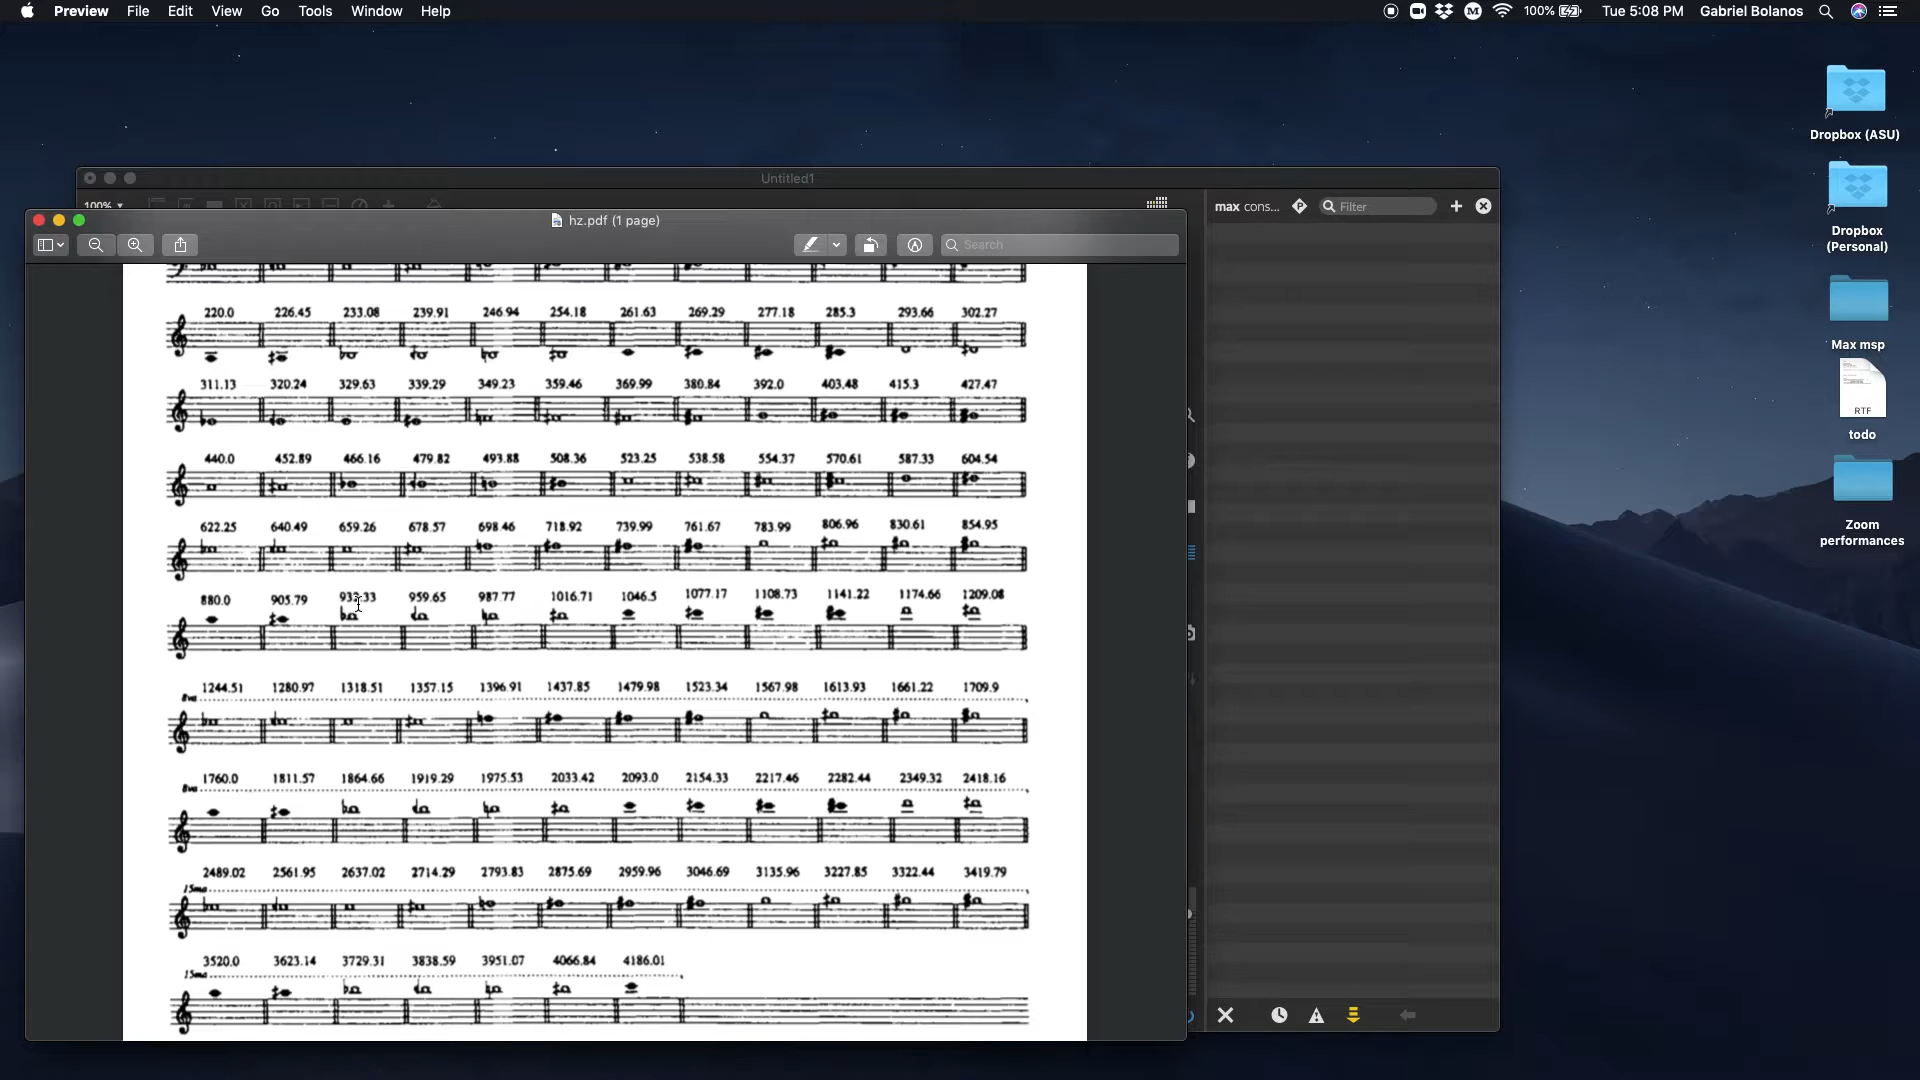 Preview File Edit View Go Tools Window Help
100% Tue 5:08 PM Gabriel Bolanos
Dropbox (ASU)
Dropbox
(Personal)
Max msp
RTF
todo
Zoom
performances
Untitled1
100%
max cons... Filter
hz.pdf (1 page)
Search
220.0 226.45 233.08 239.91 246.94 254.18 261.63 269.29 277.18 285.3 293.66 302.27
311.13 320.24 329.63 339.29 349.23 359.46 369.99 380.84 392.0 403.48 415.3 427.47
440.0 452.89 466.16 479.82 493.88 508.36 523.25 538.58 554.37 570.61 587.33 604.54
622.25 640.49 659.26 678.57 698.46 718.92 739.99 761.67 783.99 806.96 830.61 854.95
880.0 905.79 959.65 987.77 1016.71 1046.5 1077.17 1108.73 1141.22 1174.66 1209.08
1244.51 1280.97 1318.51 1357.15 1396.91 1437.85 1479.98 1523.34 1567.98 1613.93 1661.22 1709.9
8va
1760.0 1811.57 1864.66 1919.29 1975.53 2033.42 2093.0 2154.33 2217.46 2282.44 2349.32 2418.16
8va
2489.02 2561.95 2637.02 2714.29 2793.83 2875.69 2959.96 3046.69 3135.96 3227.85 3322.44 3419.79
15ma
3520.0 3623.14 3729.31 3838.59 3951.07 4066.84 4186.01
15ma